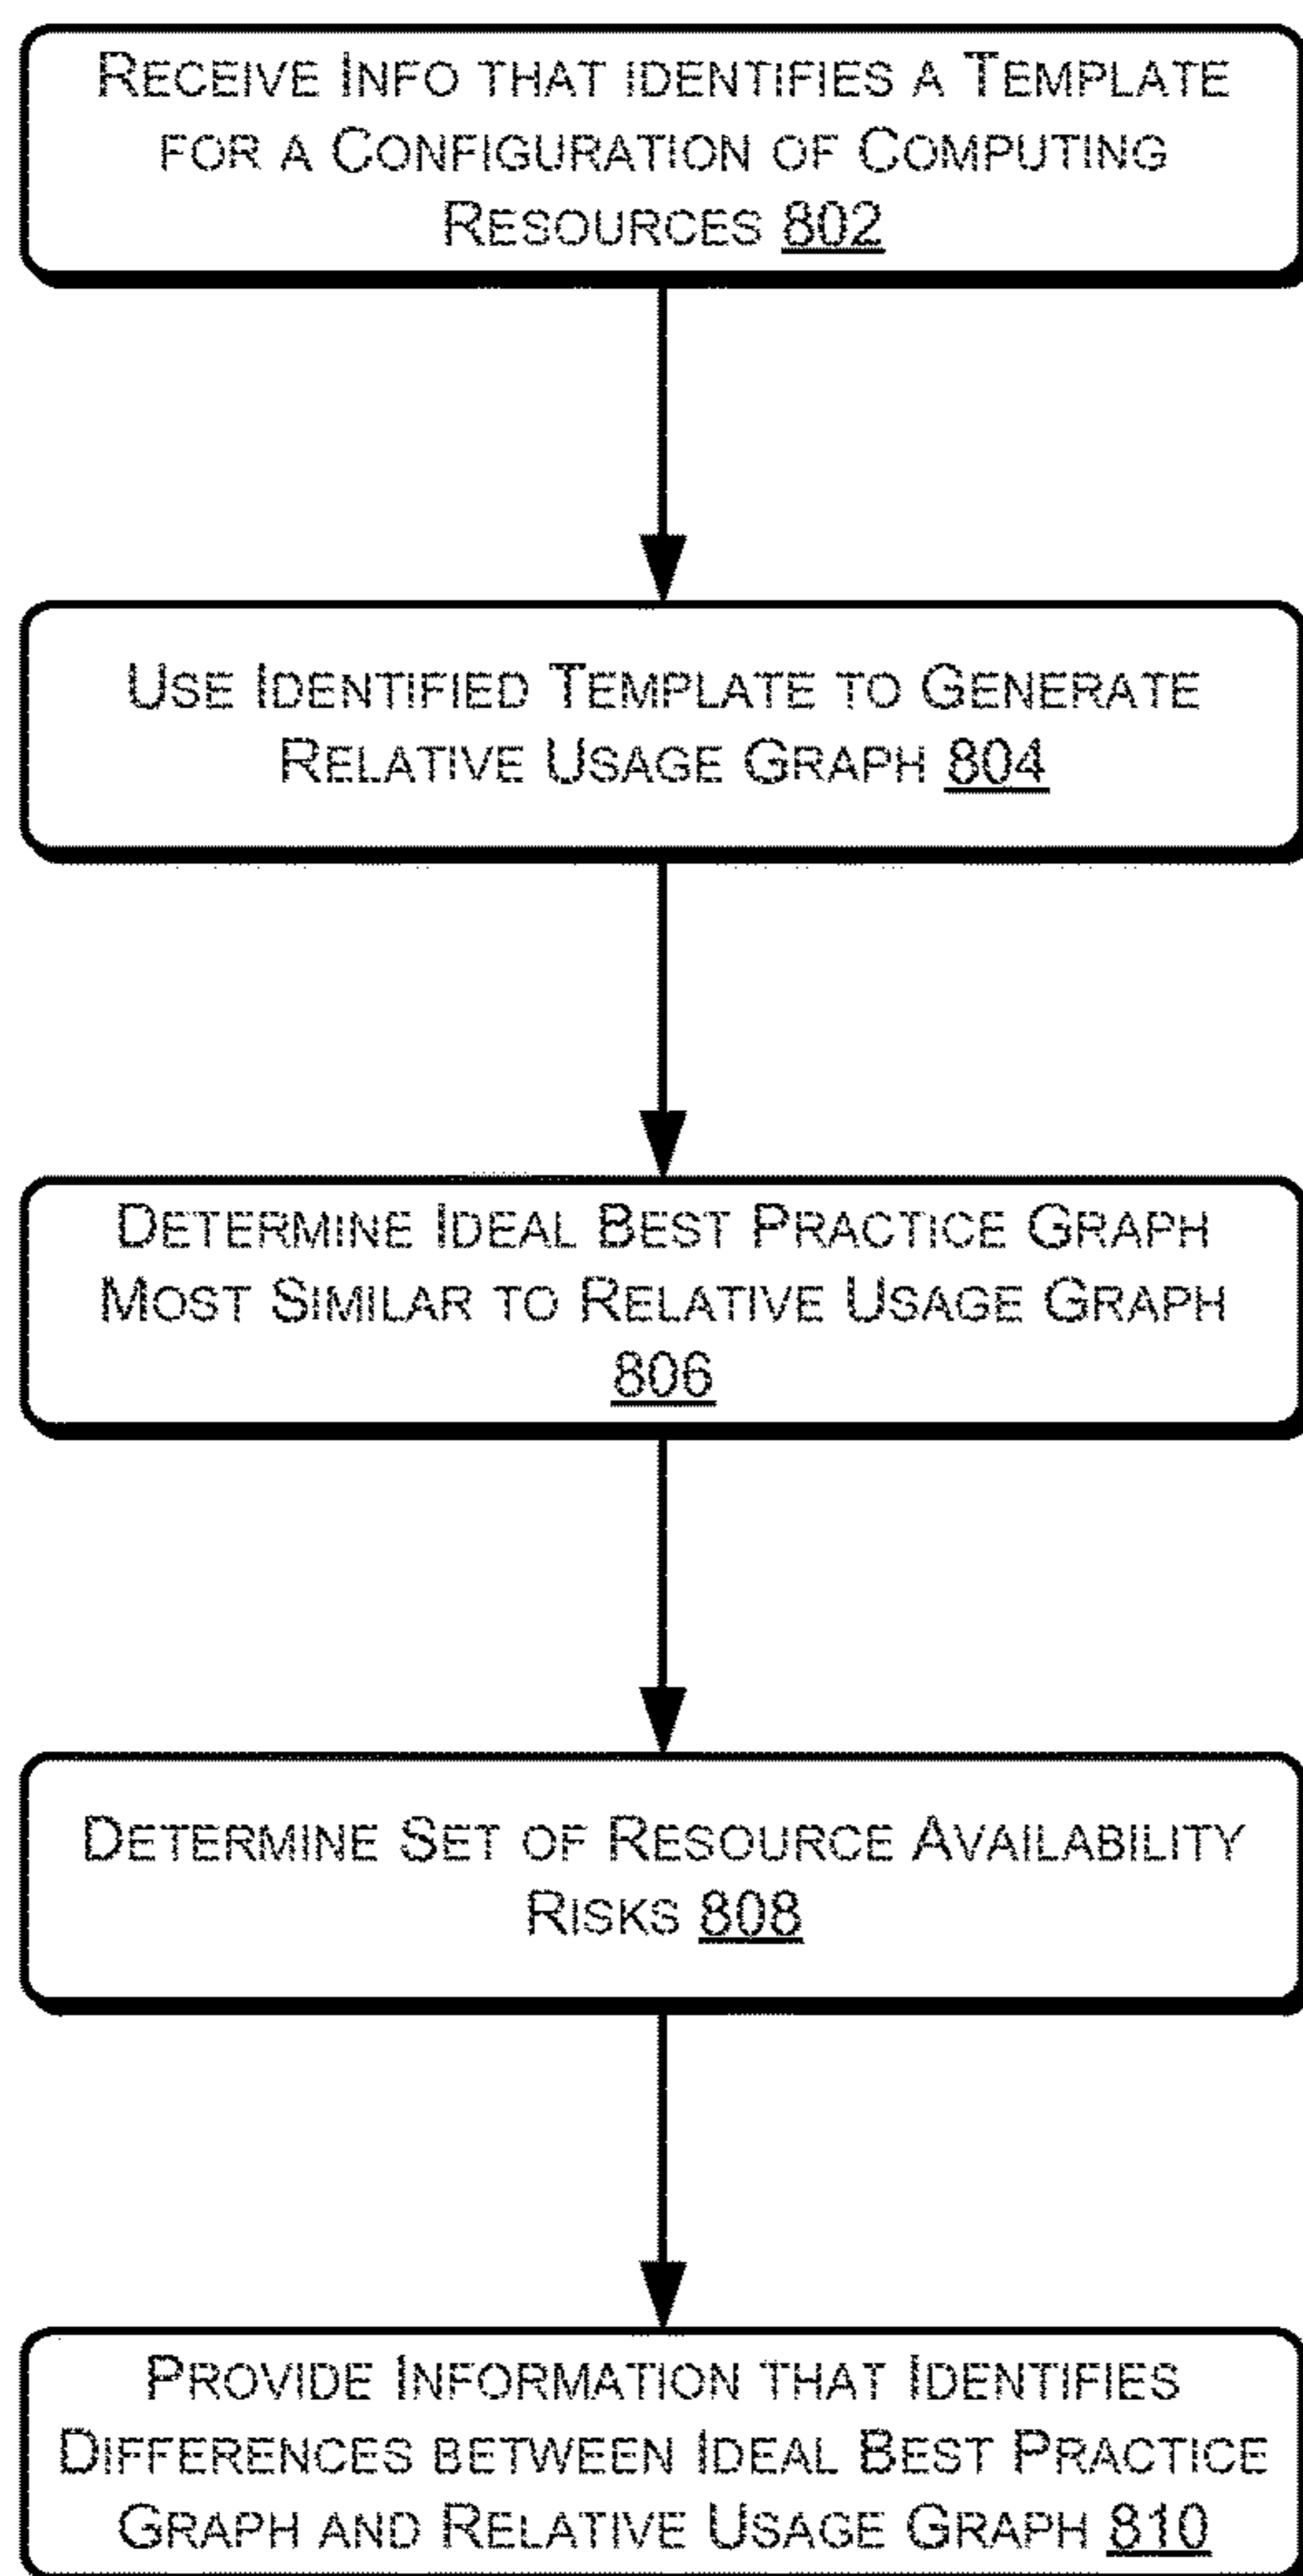 RECEIVE INFO THAT IDENTIFIES A TEMPLATE
FOR A CONFIGURATION OF COMPUTING
RESOURCES 802
USE IDENTIFIED TEMPLATE TO GENERATE
RELATIVE USAGE GRAPH 804
DETERMINE IDEAL BEST PRACTICE GRAPH
MOST SIMILAR TO RELATIVE USAGE GRAPH
806
DETERMINE SET OF RESOURCE AVAILABILITY
RISKS 808
PROVIDE INFORMATION THAT IDENTIFIES
DIFFERENCES BETWEEN IDEAL BEST PRACTICE
GRAPH AND RELATIVE USAGE GRAPH 810